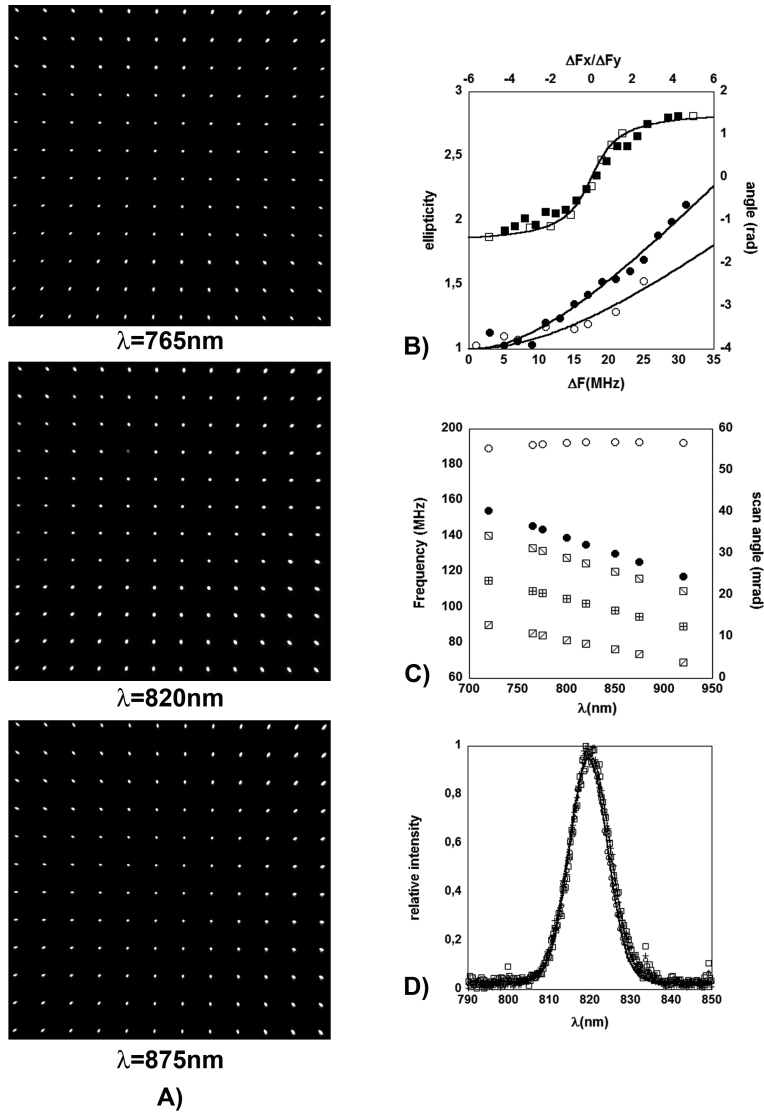 λ=765nm
λ=820nm
λ=875nm
A)
ΔFx/ΔFy
-6 -4 -2 0 2 4 6
3
2,5
2
1,5
1
ellipticity
2
1
0
-1
-2
-3
-4
angle (rad)
B)
0 5 10 15 20 25 30 35
ΔF(MHz)
200
180
160
140
120
100
80
60
Frequency (MHz)
60
50
40
30
20
10
0
scan angle (mrad)
C)
700 750 800 850 900 950
λ(nm)
1
0,8
0,6
0,4
0,2
0
relative intensity
D)
790 800 810 820 830 840 850
λ(nm)